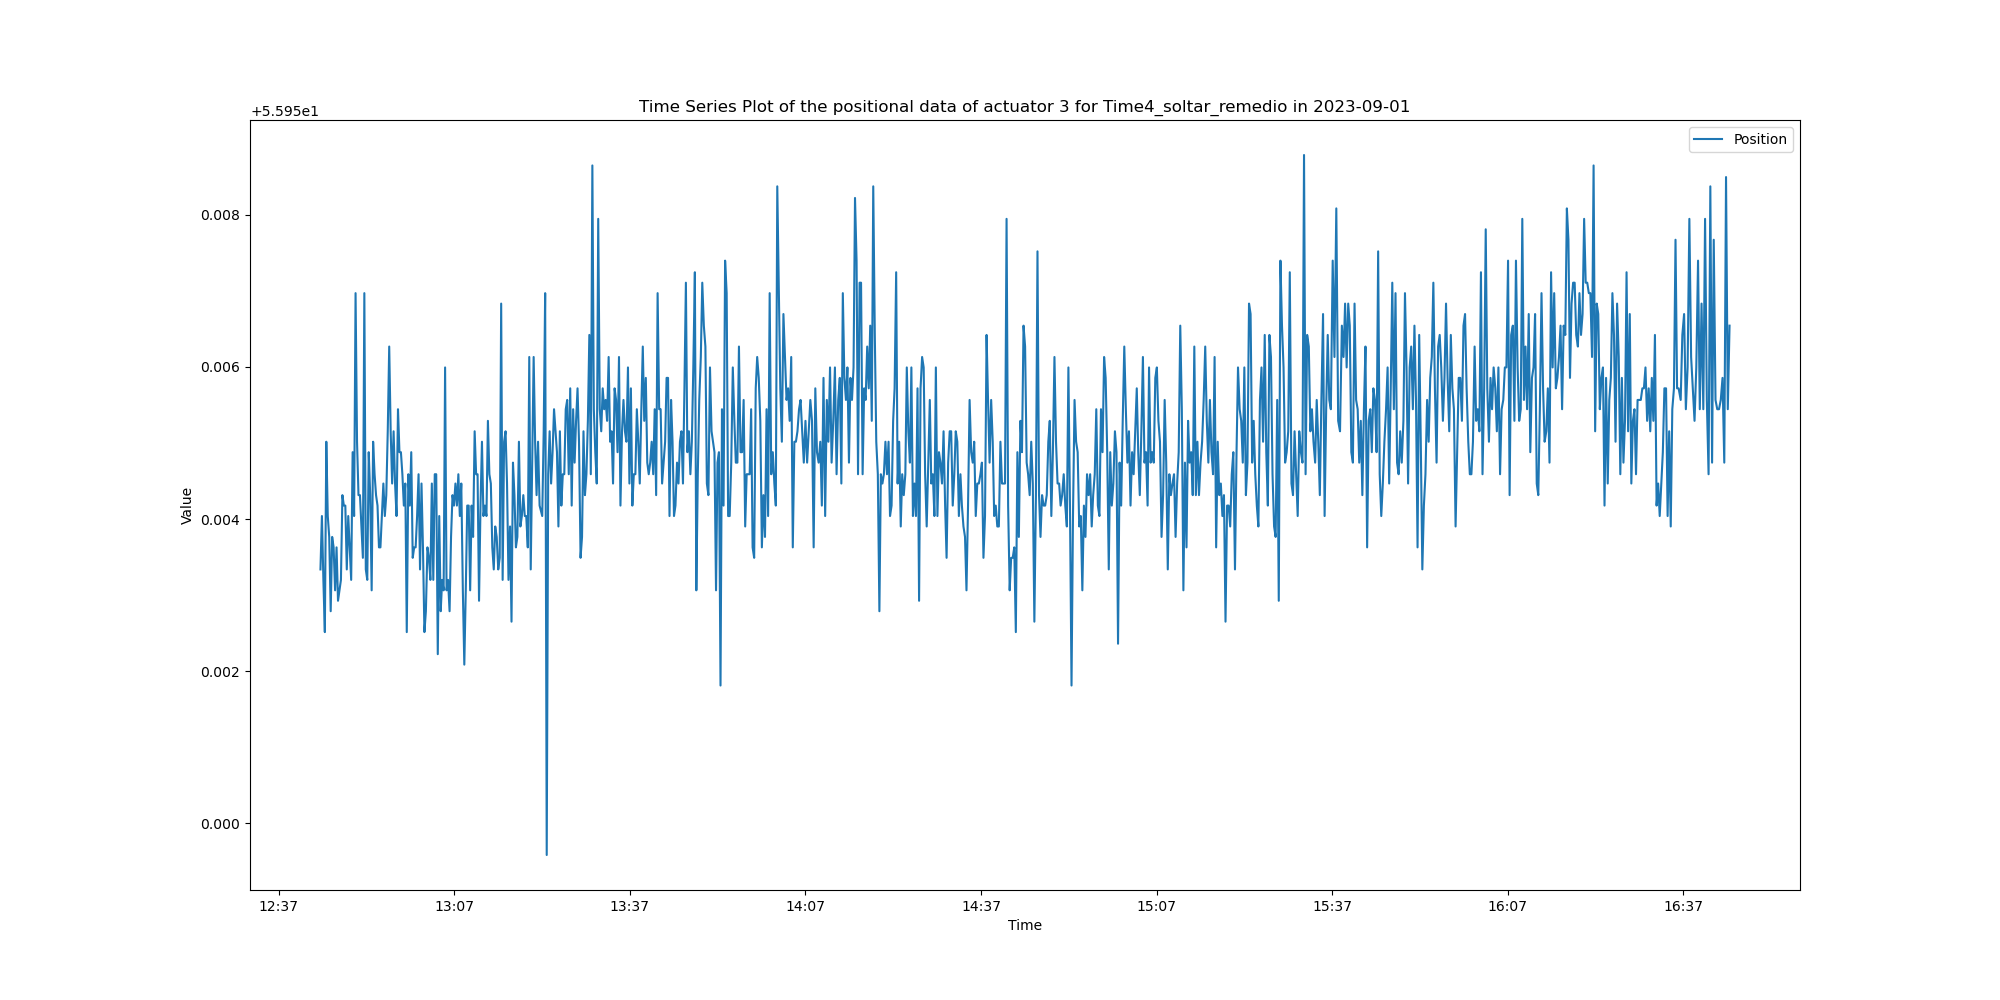 Time Series Plot of the positional data of actuator 3 for Time4_soltar_remedio in 2023-09-01
+5.595e1
Position
0.008
0.006
0.004
0.002
0.000
Value
12:37 13:07 13:37 14:07 14:37 15:07 15:37 16:07 16:37
Time